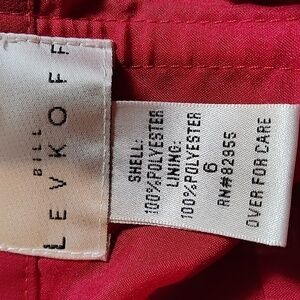 BILL
LEVKOFF
SHELL:
100%POLYESTER
LINING:
100%POLYESTER
6
RN#82955
OVER FOR CARE